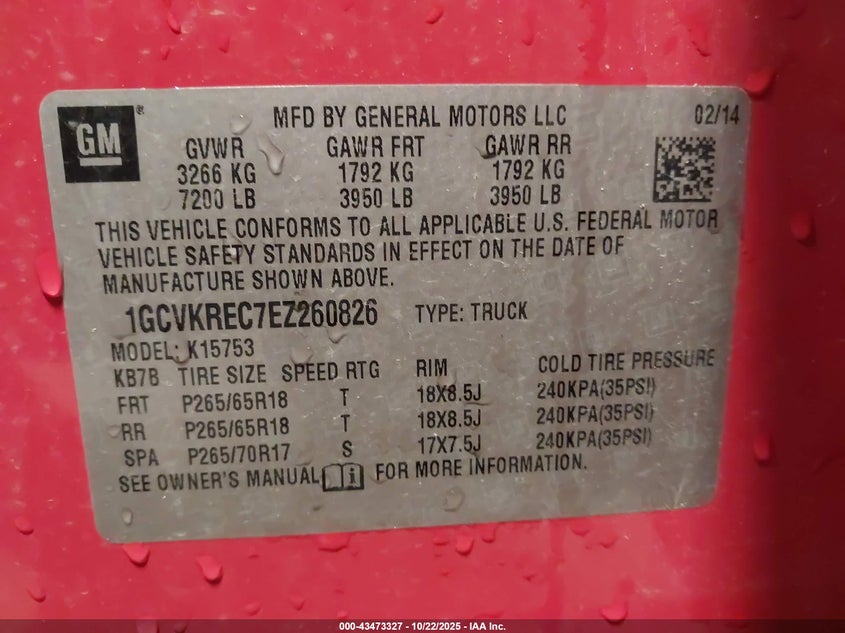 GM ®
MFD BY GENERAL MOTORS LLC 02/14
GVWR GAWR FRT GAWR RR
3266 KG 1792 KG 1792 KG
7200 LB 3950 LB 3950 LB
THIS VEHICLE CONFORMS TO ALL APPLICABLE U.S. FEDERAL MOTOR
VEHICLE SAFETY STANDARDS IN EFFECT ON THE DATE OF
MANUFACTURE SHOWN ABOVE.
1GCVKREC7EZ260826 TYPE: TRUCK
MODEL: K15753
KB7B TIRE SIZE SPEED RTG RIM COLD TIRE PRESSURE
FRT P265/65R18 T 18X8.5J 240KPA(35PSI)
RR P265/65R18 T 18X8.5J 240KPA(35PSI)
SPA P265/70R17 S 17X7.5J 240KPA(35PSI)
SEE OWNER'S MANUAL FOR MORE INFORMATION.
000-43473327 - 10/22/2025 - IAA Inc.